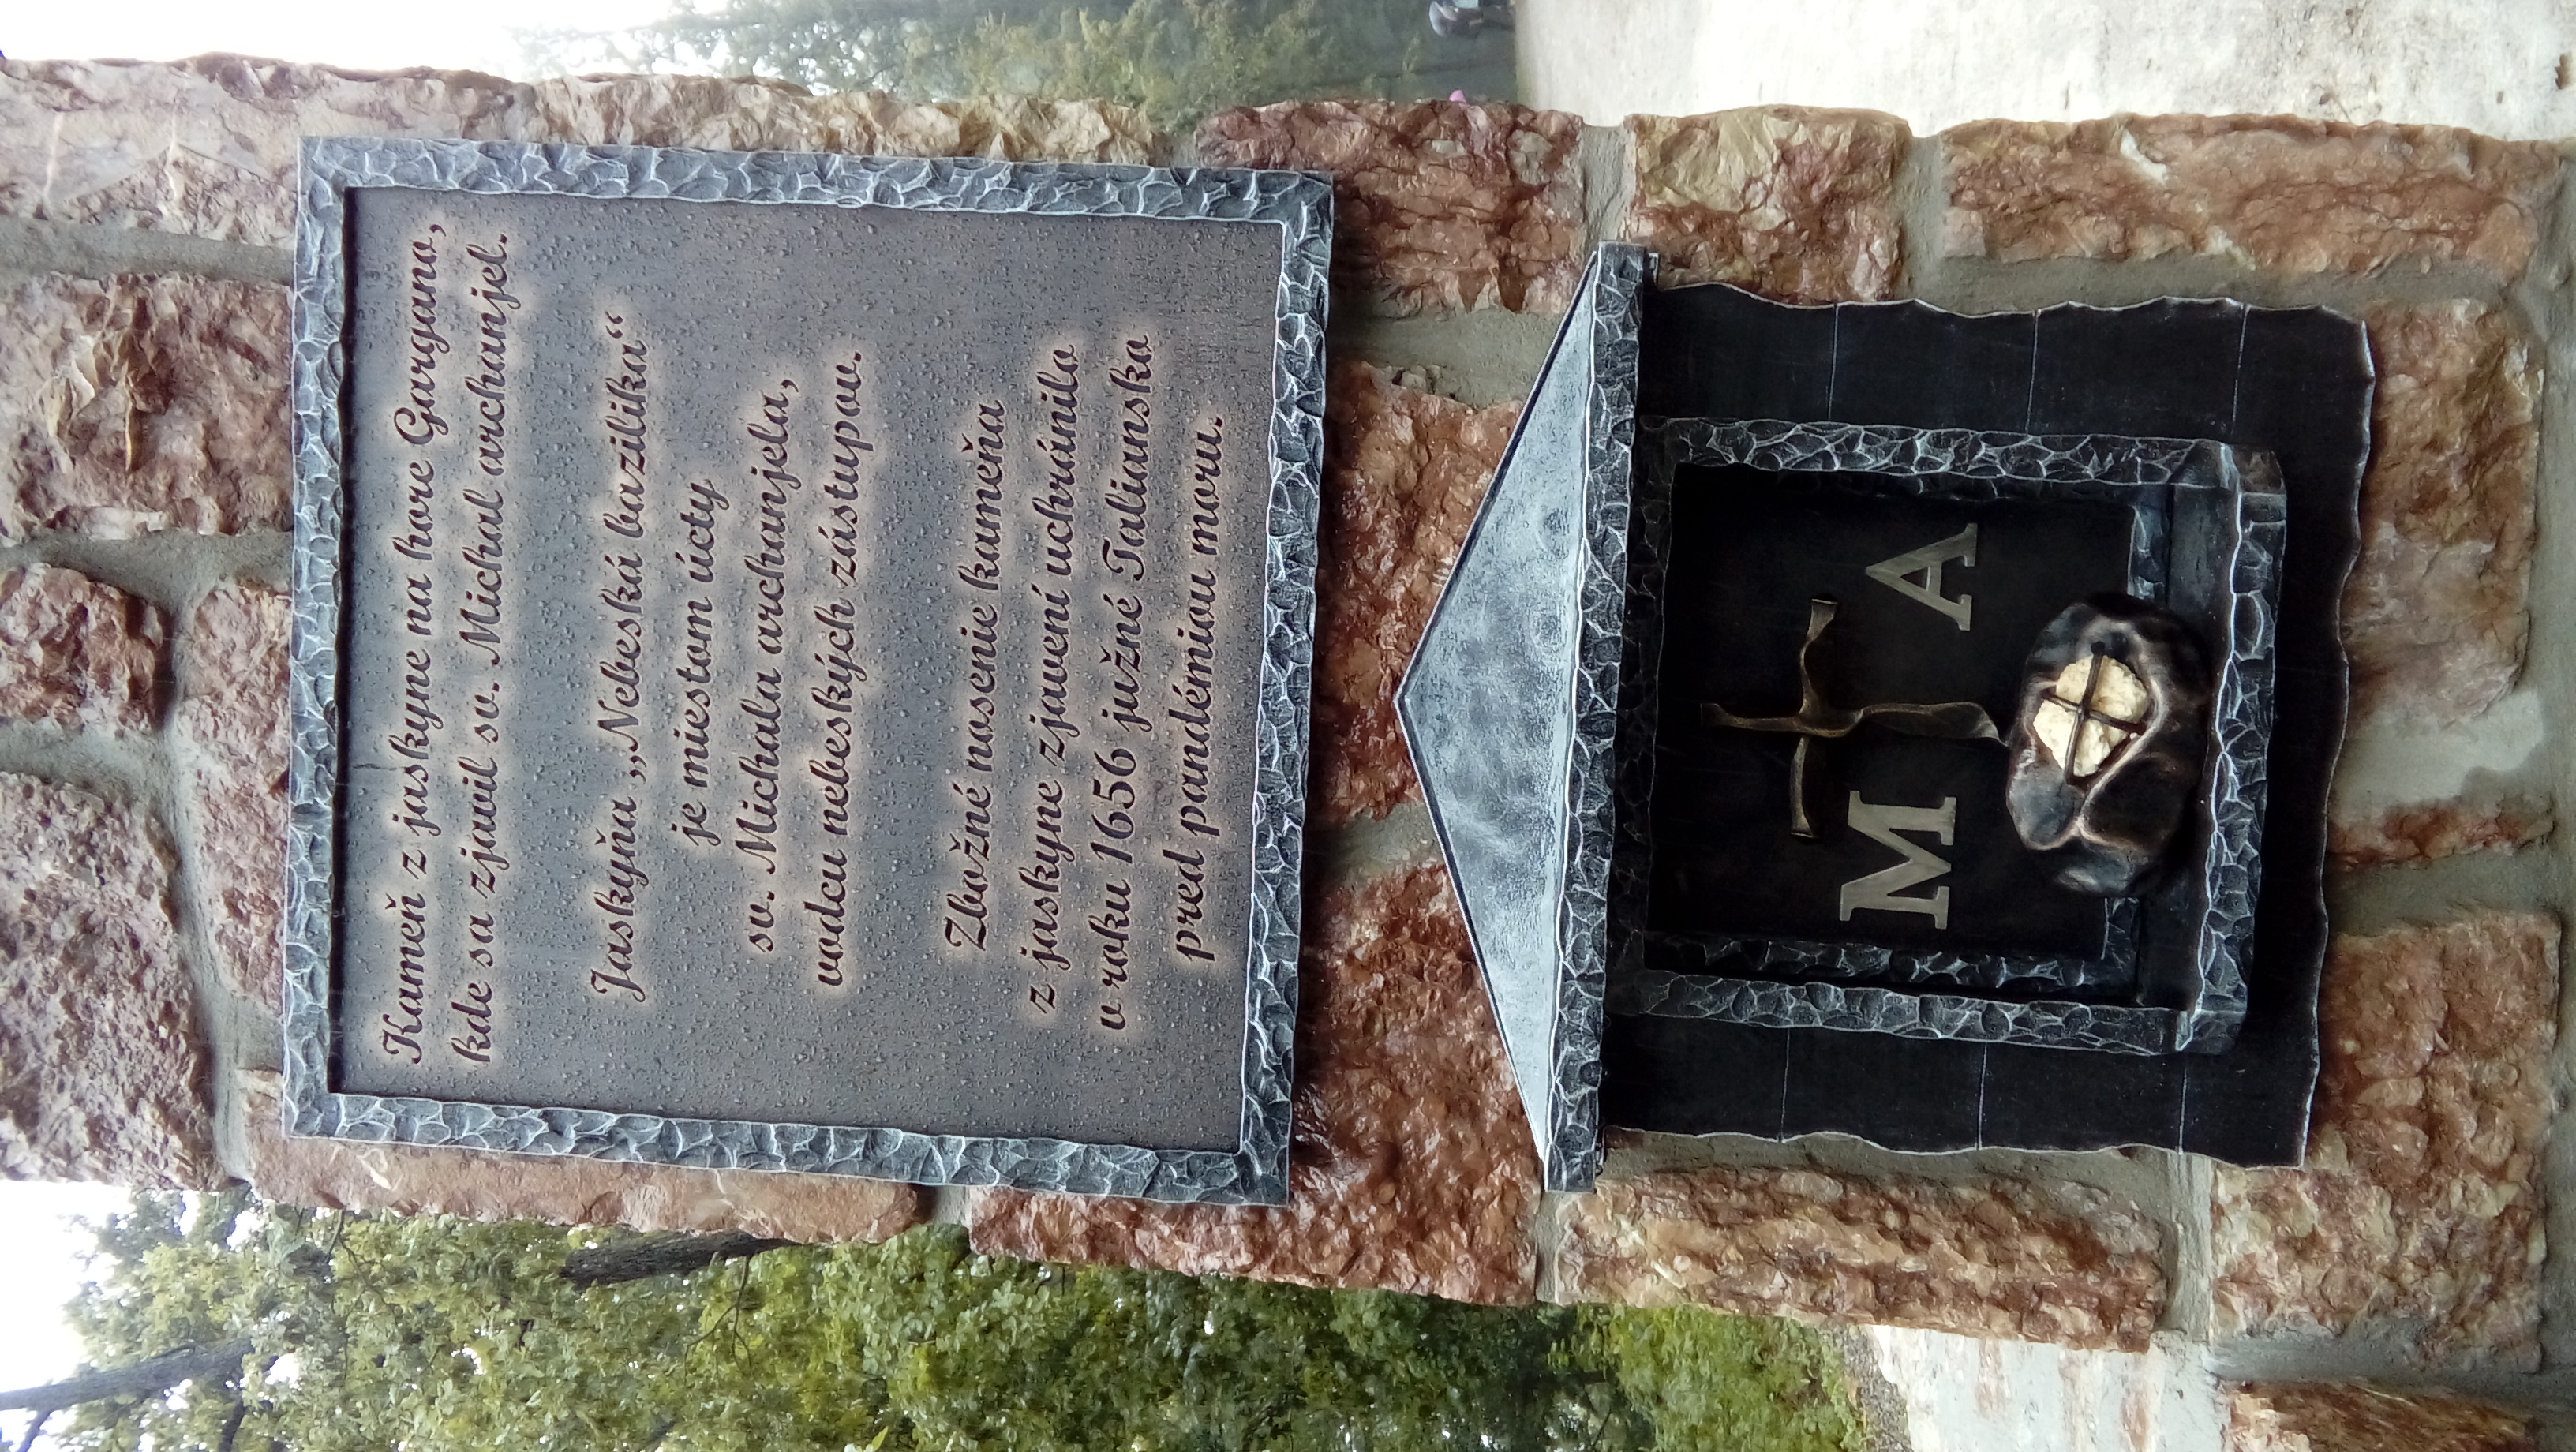 Kameň z jaskyne na hore Gargano,
kde sa zjavil sv. Michal archanjel.
Jaskyňa „Nebeská bazilika“
je miestom úcty
sv. Michala archanjela,
vodcu nebeských zástupov.
Zbožné nosenie kameňa
z jaskyne zjavení uchránilo
v roku 1656 južné Taliansko
pred pandémiou moru.
M A